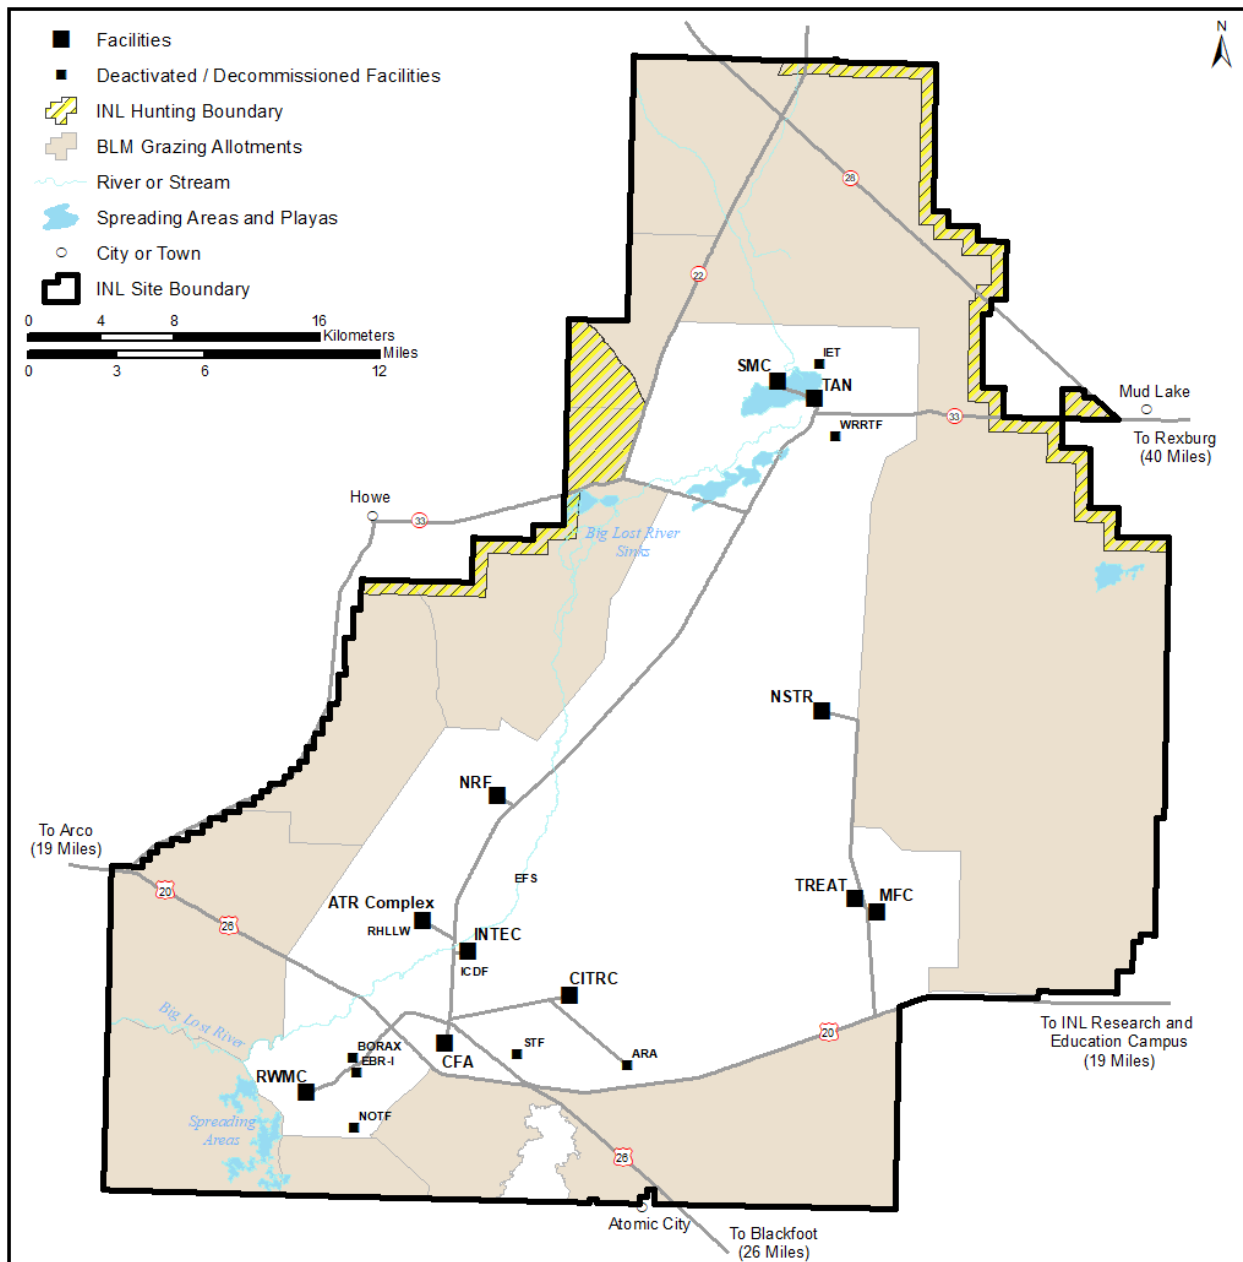 Facilities
Deactivated / Decommissioned Facilities
INL Hunting Boundary
BLM Grazing Allotments
River or Stream
Spreading Areas and Playas
City or Town
INL Site Boundary
0 4 8 16
Kilometers
Miles
0 3 6 12
N
28
22
SMC
IET
TAN
WRRTF
33
Mud Lake
To Rexburg
(40 Miles)
Howe
33
Big Lost River
Sinks
NSTR
NRF
To Arco
(19 Miles)
20
26
EFS
ATR Complex
RHLLW
INTEC
ICDF
TREAT
MFC
CITRC
Big Lost River
BORAX
EBR-I
CFA
STF
ARA
20
To INL Research and
Education Campus
(19 Miles)
RWMC
NOTF
Spreading
Areas
26
Atomic City
To Blackfoot
(26 Miles)